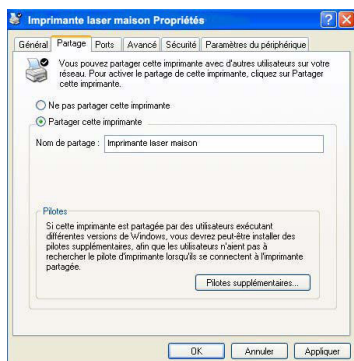 Imprimante laser maison Propriétés
Général Partage Ports Avancé Sécurité Paramètres du périphérique
Vous pouvez partager cette imprimante avec d'autres utilisateurs sur votre
réseau. Pour activer le partage de cette imprimante, cliquez sur Partager
cette imprimante.
Ne pas partager cette imprimante
Partager cette imprimante
Nom de partage : Imprimante laser maison
Pilotes
Si cette imprimante est partagée par des utilisateurs exécutant
différentes versions de Windows, vous devrez peut-être installer des
pilotes supplémentaires, afin que les utilisateurs n'aient pas à
rechercher le pilote d'imprimante lorsqu'ils se connectent à l'imprimante
partagée.
Pilotes supplémentaires...
OK Annuler Appliquer